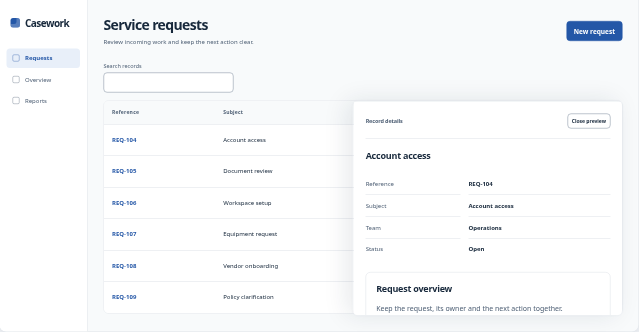 Casework
Requests
Overview
Reports
Service requests
Review incoming work and keep the next action clear.
New request
Search records
Reference Subject
REQ-104 Account access
REQ-105 Document review
REQ-106 Workspace setup
REQ-107 Equipment request
REQ-108 Vendor onboarding
REQ-109 Policy clarification
Record details
Close preview
Account access
Reference REQ-104
Subject Account access
Team Operations
Status Open
Request overview
Keep the request, its owner and the next action together.